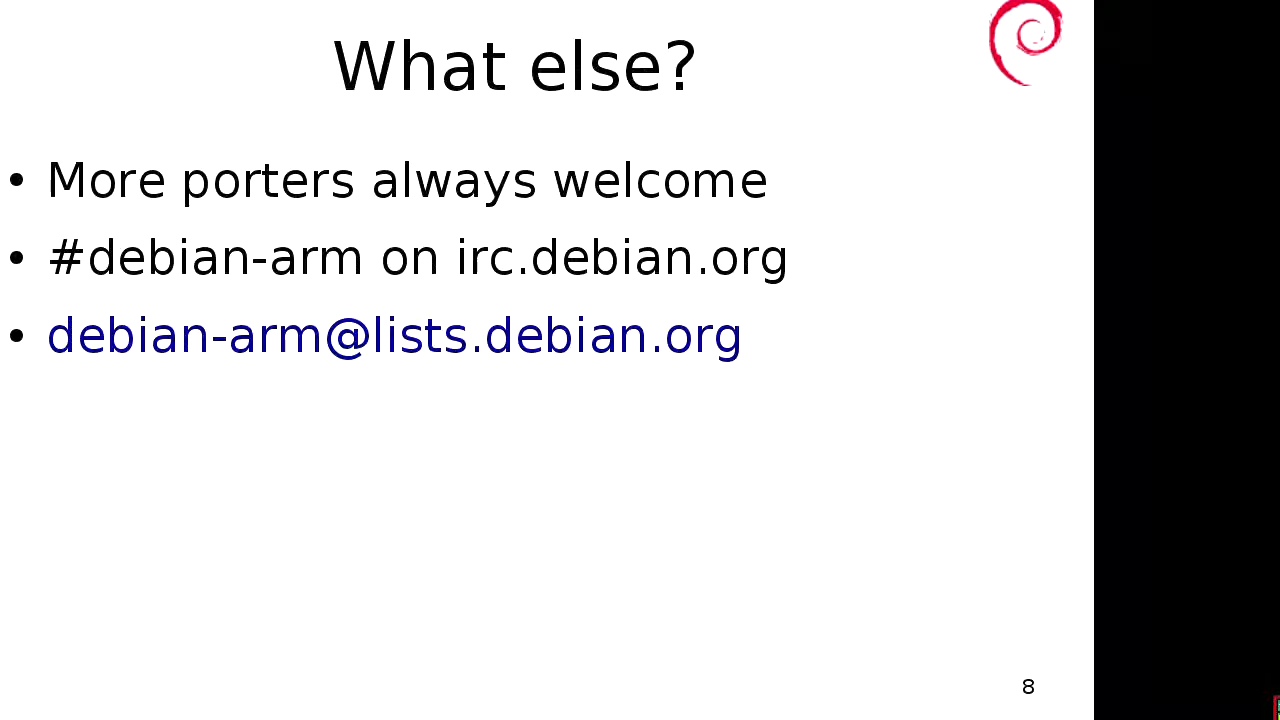 What else?
• More porters always welcome
• #debian-arm on irc.debian.org
• debian-arm@lists.debian.org
8